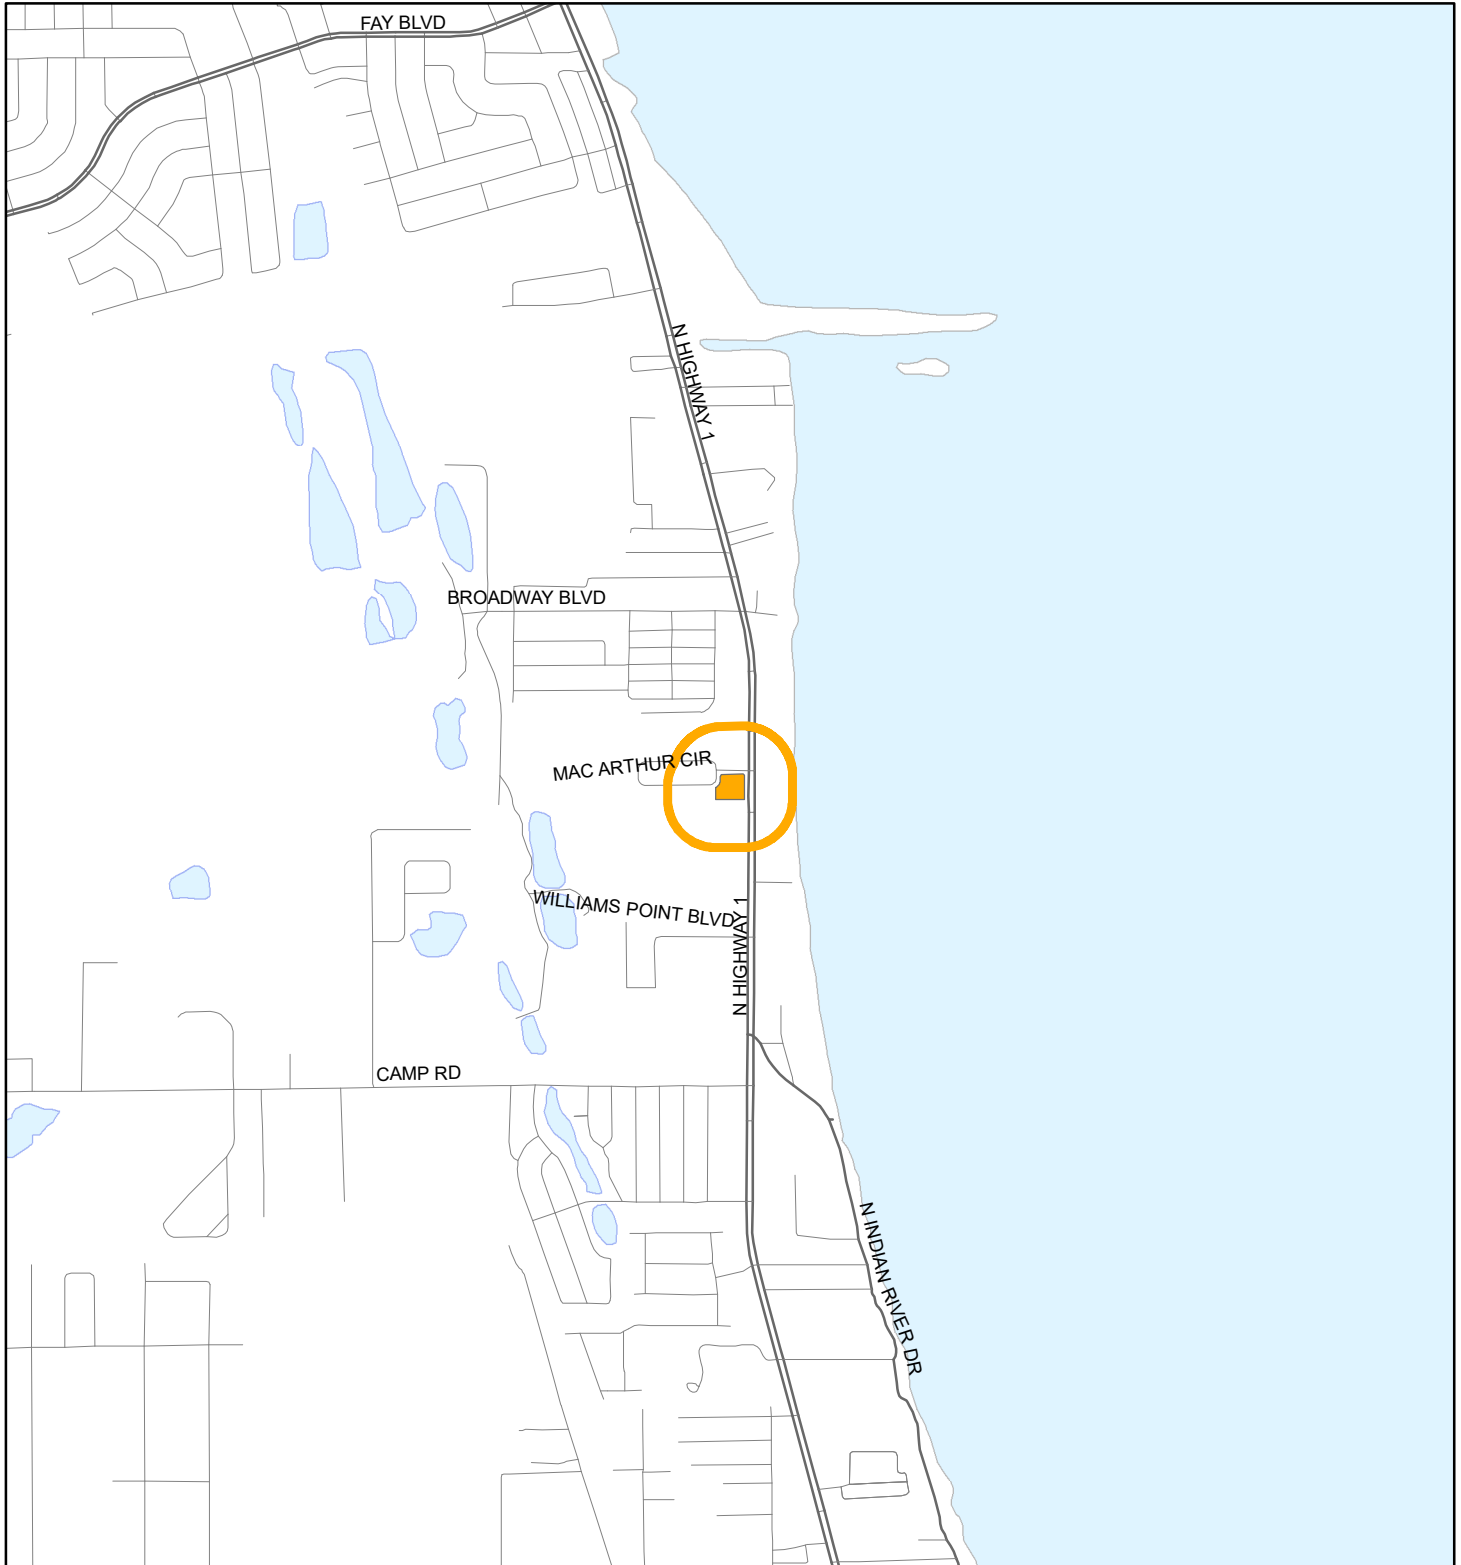 FAY BLVD
N HIGHWAY 1
BROADWAY BLVD
MAC ARTHUR CIR
WILLIAMS POINT BLVD
N HIGHWAY 1
CAMP RD
N INDIAN RIVER DR